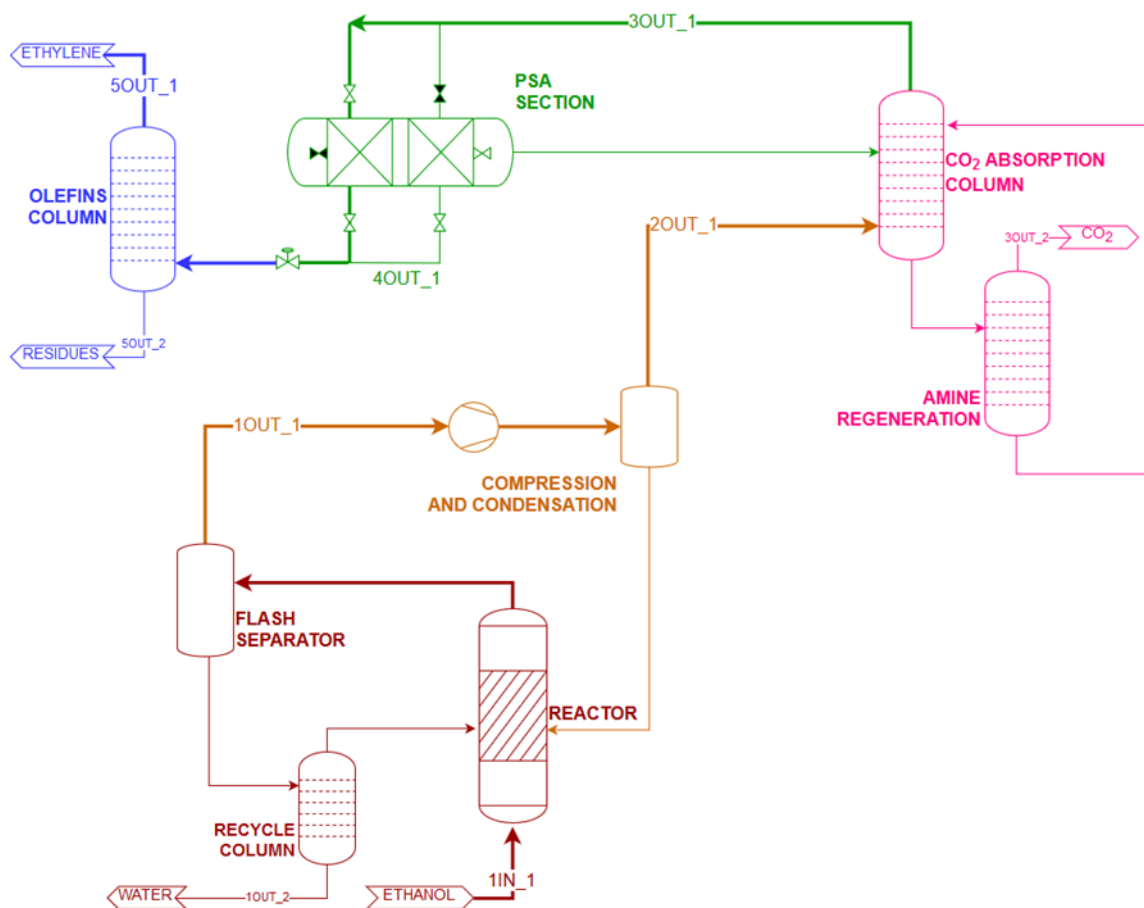 ETHYLENE
5OUT_1
3OUT_1
PSA
SECTION
CO₂ ABSORPTION
COLUMN
OLEFINS
COLUMN
2OUT_1
3OUT_2
CO₂
4OUT_1
5OUT_2
RESIDUES
AMINE
REGENERATION
1OUT_1
COMPRESSION
AND CONDENSATION
FLASH
SEPARATOR
REACTOR
RECYCLE
COLUMN
WATER
1OUT_2
ETHANOL
1IN_1